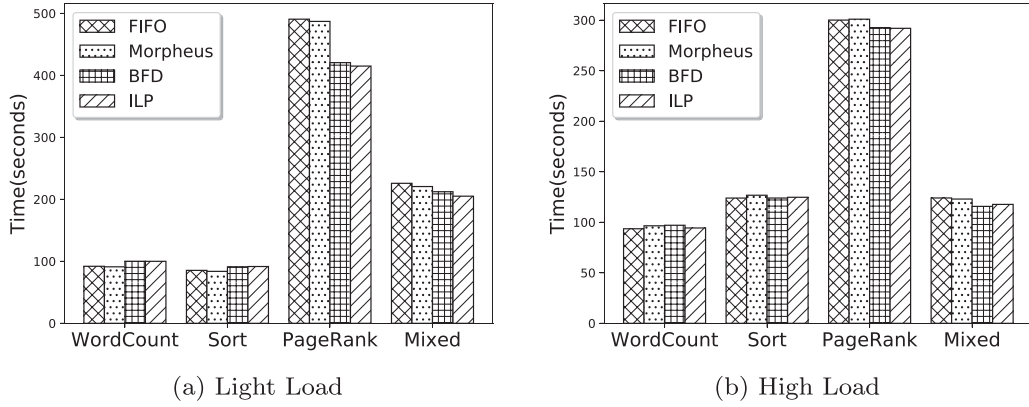 500
400
300
200
100
0
Time(seconds)
FIFO
Morpheus
BFD
ILP
WordCount Sort PageRank Mixed
(a) Light Load
300
250
200
150
100
50
0
Time(seconds)
FIFO
Morpheus
BFD
ILP
WordCount Sort PageRank Mixed
(b) High Load